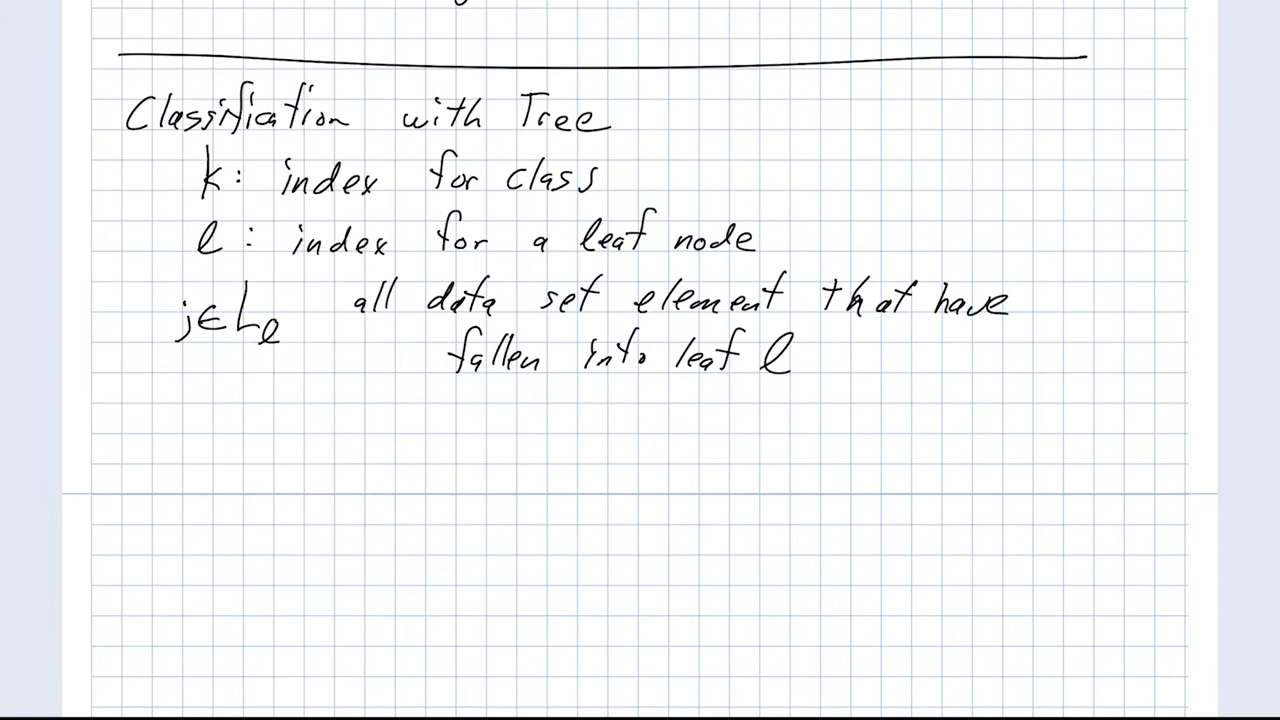 Classification with Tree
k: index for class
l: index for a leaf node
j∈L_l all data set element that have
fallen into leaf l